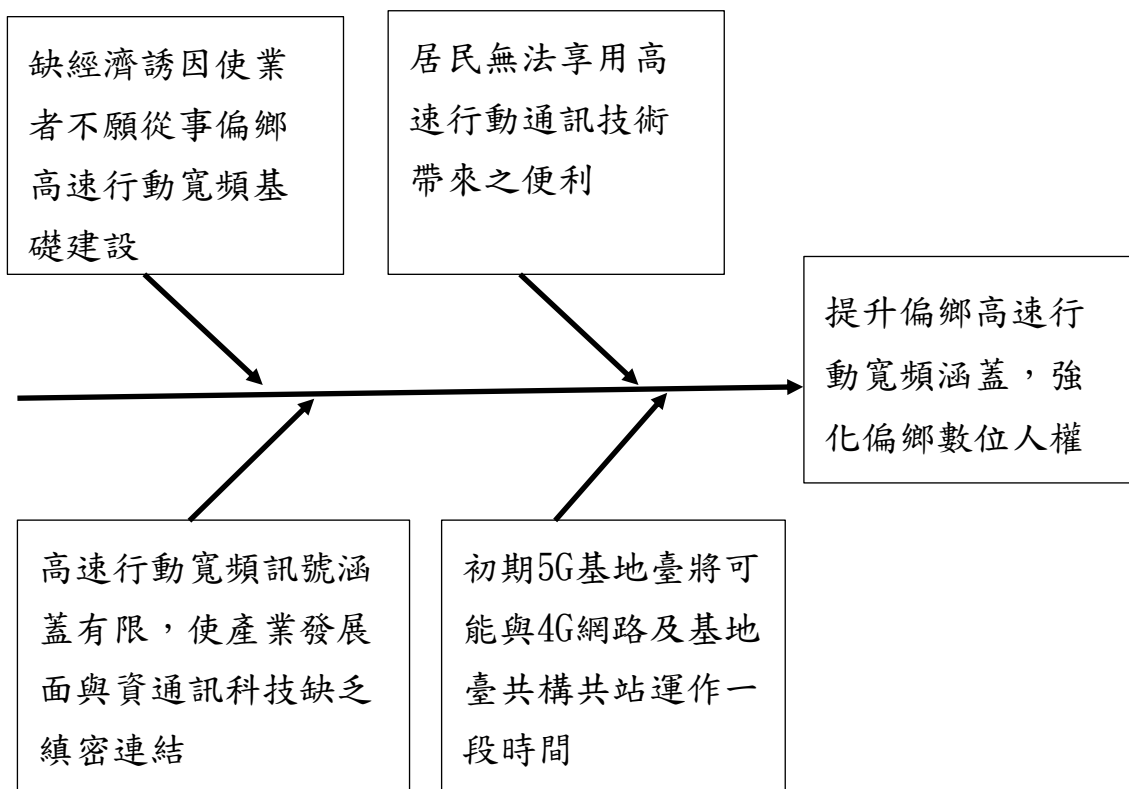 缺經濟誘因使業
者不願從事偏鄉
高速行動寬頻基
礎建設
居民無法享用高
速行動通訊技術
帶來之便利
提升偏鄉高速行
動寬頻涵蓋，強
化偏鄉數位人權
高速行動寬頻訊號涵
蓋有限，使產業發展
面與資通訊科技缺乏
縝密連結
初期5G基地臺將可
能與4G網路及基地
臺共構共站運作一
段時間